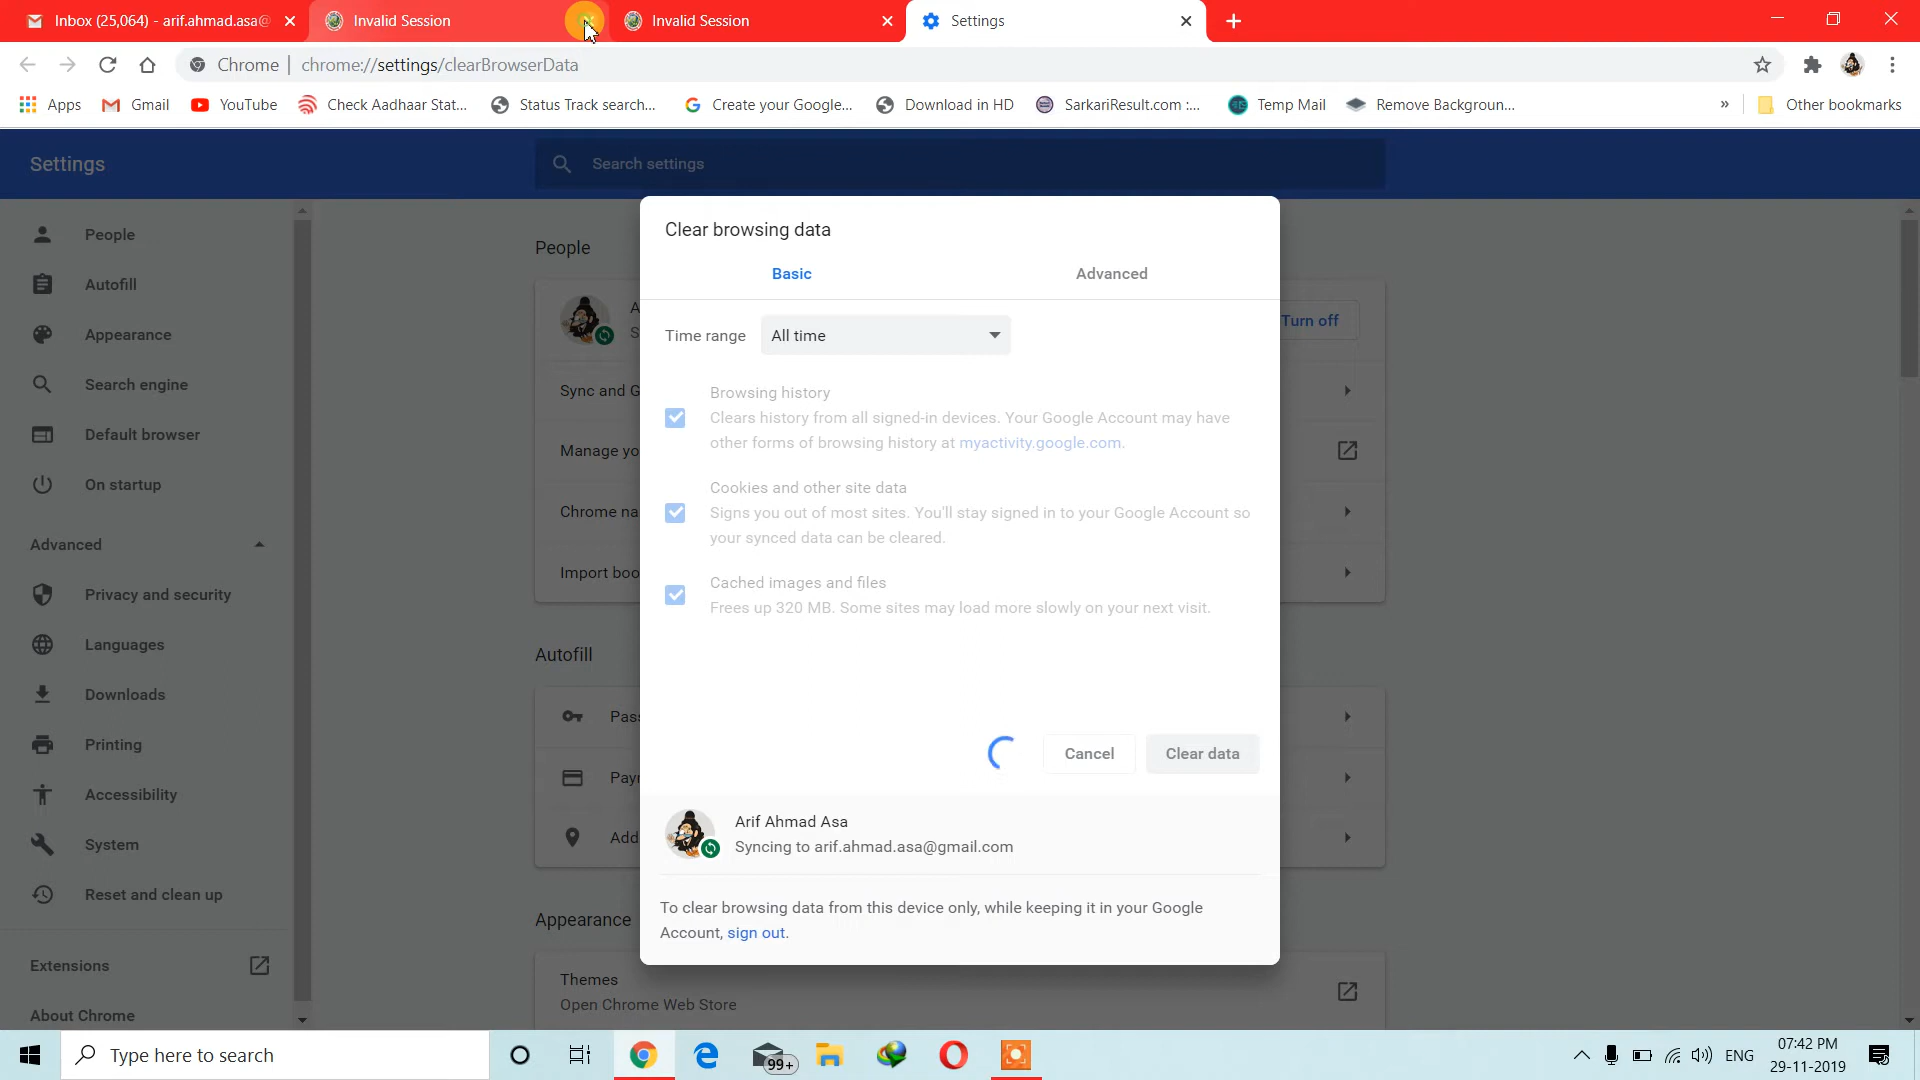 Inbox (25,064) - arif.ahmad.asa@
Invalid Session
Invalid Session
Settings
Chrome | chrome://settings/clearBrowserData
Apps Gmail YouTube Check Aadhaar Stat... Status Track search... Create your Google... Download in HD SarkariResult.com :... Temp Mail Remove Backgroun... » Other bookmarks
Settings
Search settings
People
Autofill
Appearance
Search engine
Default browser
On startup
Advanced
Privacy and security
Languages
Downloads
Printing
Accessibility
System
Reset and clean up
Extensions
About Chrome
People
A
S
Turn off
Sync and G
Manage yo
Chrome na
Import boo
Autofill
Pass
Payn
Add
Appearance
Themes
Open Chrome Web Store
Clear browsing data
Basic
Advanced
Time range All time
Browsing history
Clears history from all signed-in devices. Your Google Account may have
other forms of browsing history at myactivity.google.com.
Cookies and other site data
Signs you out of most sites. You'll stay signed in to your Google Account so
your synced data can be cleared.
Cached images and files
Frees up 320 MB. Some sites may load more slowly on your next visit.
Cancel
Clear data
Arif Ahmad Asa
Syncing to arif.ahmad.asa@gmail.com
To clear browsing data from this device only, while keeping it in your Google
Account, sign out.
Type here to search
99+
ENG
07:42 PM
29-11-2019